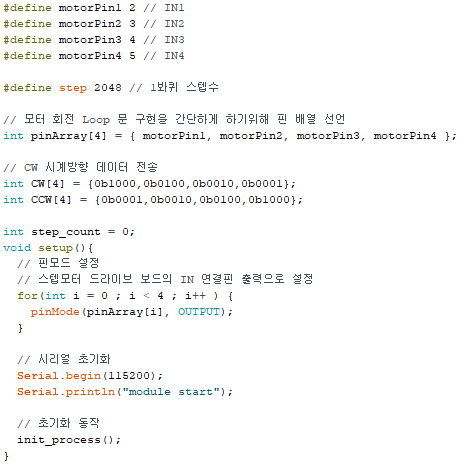 #define motorPin1 2 // IN1
#define motorPin2 3 // IN2
#define motorPin3 4 // IN3
#define motorPin4 5 // IN4
#define step 2048 // 1봐퀴 스텝수
// 모터 회전 Loop 문 구현을 간단하게 하기위해 핀 배열 선언
int pinArray[4] = { motorPin1, motorPin2, motorPin3, motorPin4 };
// CW 시계방향 데이터 전송
int CW[4] = {0b1000,0b0100,0b0010,0b0001};
int CCW[4] = {0b0001,0b0010,0b0100,0b1000};
int step_count = 0;
void setup(){
// 핀모드 설정
// 스텝모터 드라이브 보드의 IN 연결핀 출력으로 설정
for(int i = 0 ; i < 4 ; i++ ) {
pinMode(pinArray[i], OUTPUT);
}
// 시리얼 초기화
Serial.begin(115200);
Serial.println("module start");
// 초기화 동작
init_process();
}